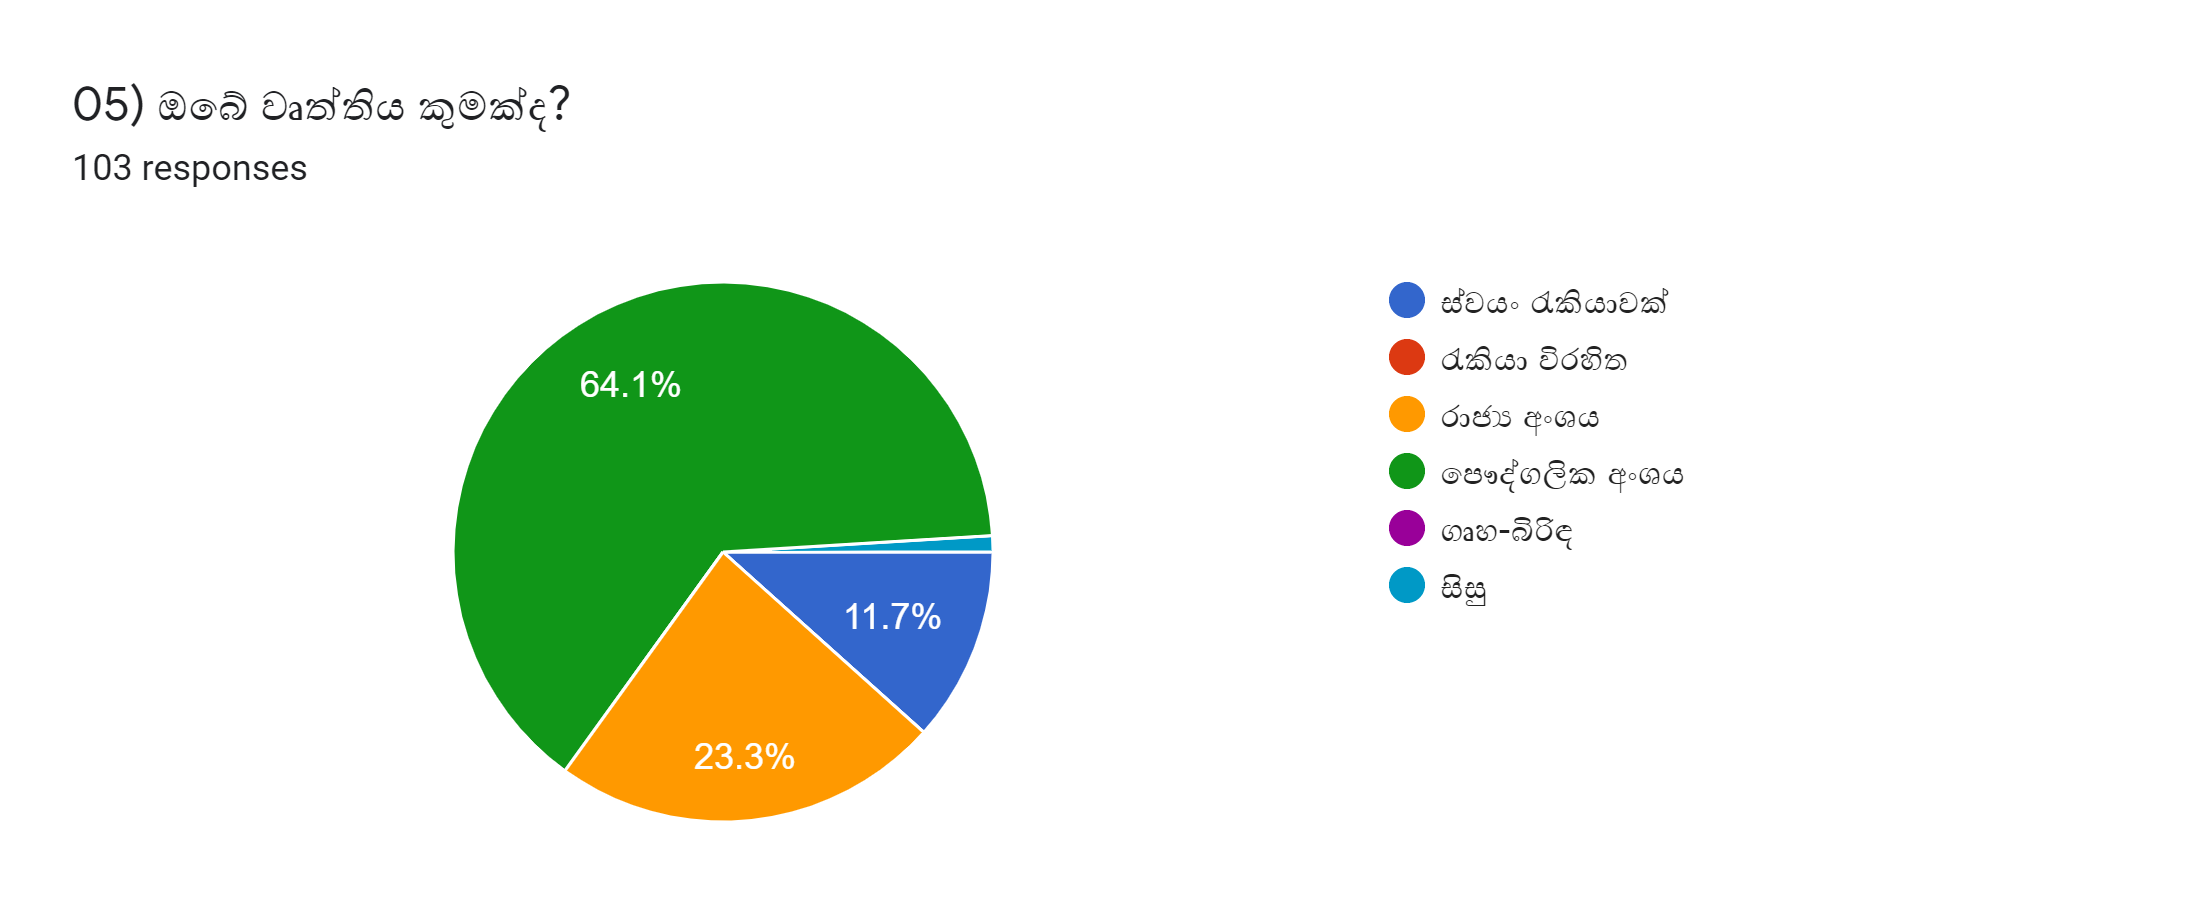 05) ඔබේ වෘත්තිය කුමක්ද?
103 responses
64.1%
11.7%
23.3%
ස්වයං රැකියාවක්
රැකියා විරහිත
රාජ්‍ය අංශය
පෞද්ගලික අංශය
ගෘහ-බිරිඳ
සිසු